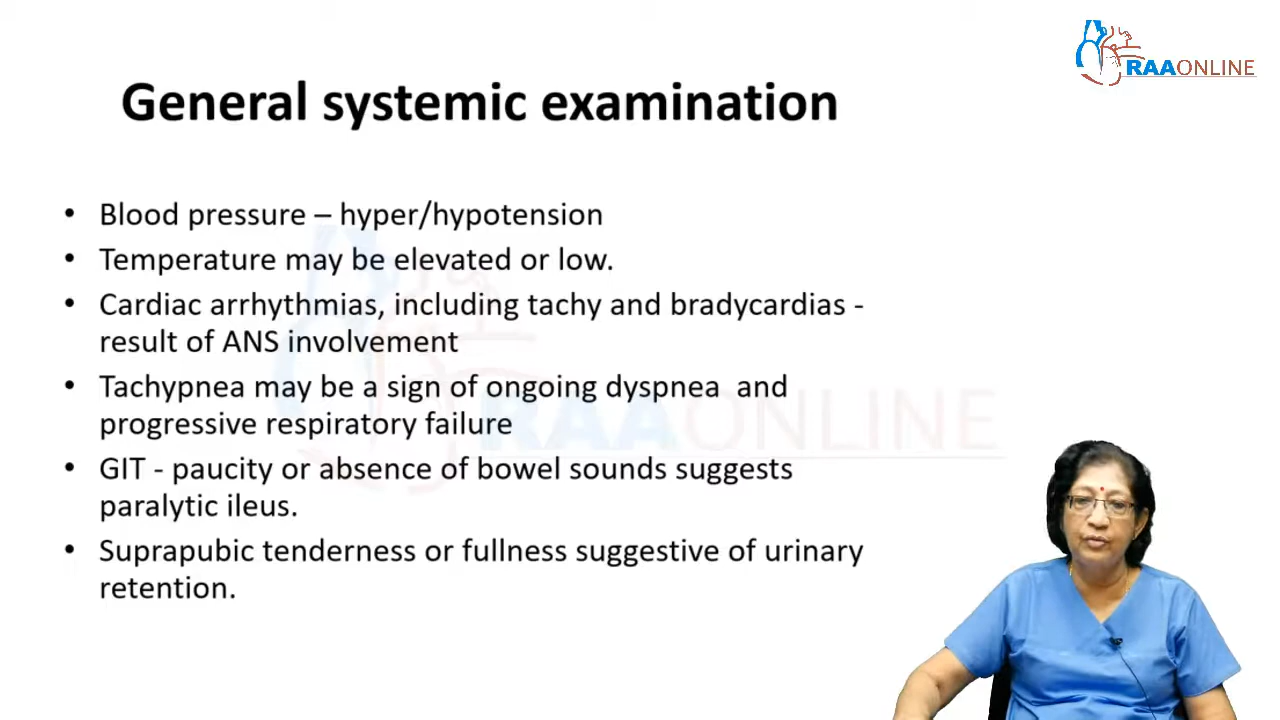 RAAONLINE
General systemic examination
• Blood pressure – hyper/hypotension
• Temperature may be elevated or low.
• Cardiac arrhythmias, including tachy and bradycardias -
result of ANS involvement
• Tachypnea may be a sign of ongoing dyspnea and
progressive respiratory failure
• GIT - paucity or absence of bowel sounds suggests
paralytic ileus.
• Suprapubic tenderness or fullness suggestive of urinary
retention.
RAAONLINE